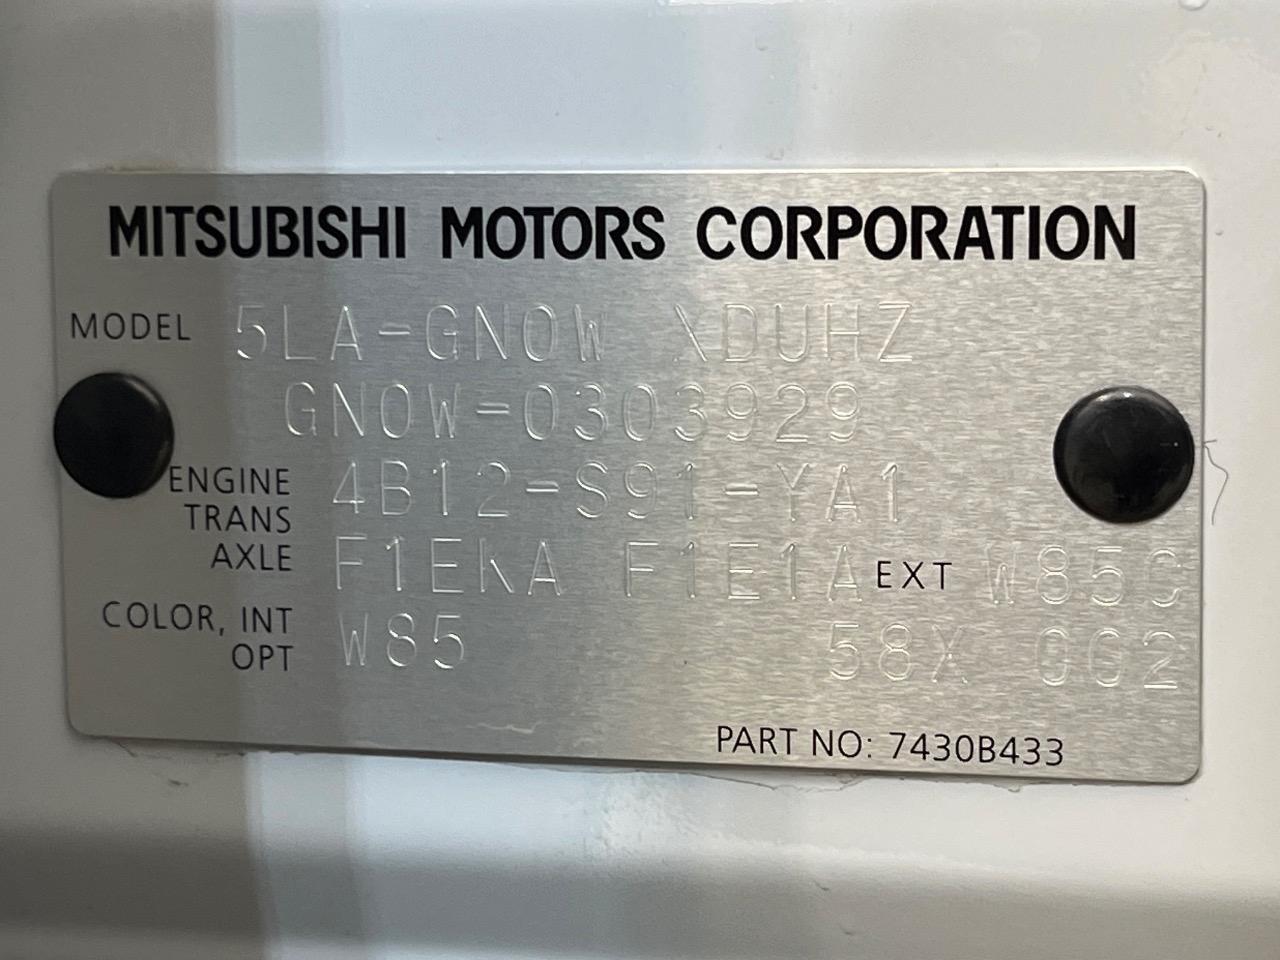 MITSUBISHI MOTORS CORPORATION
MODEL 5LA-GN0W XDUHZ
GN0W-0303929
ENGINE 4B12-S91-YA1
TRANS
AXLE F1EKA F1E1A EXT W85C
COLOR, INT W85 58X
OPT
PART NO: 7430B433